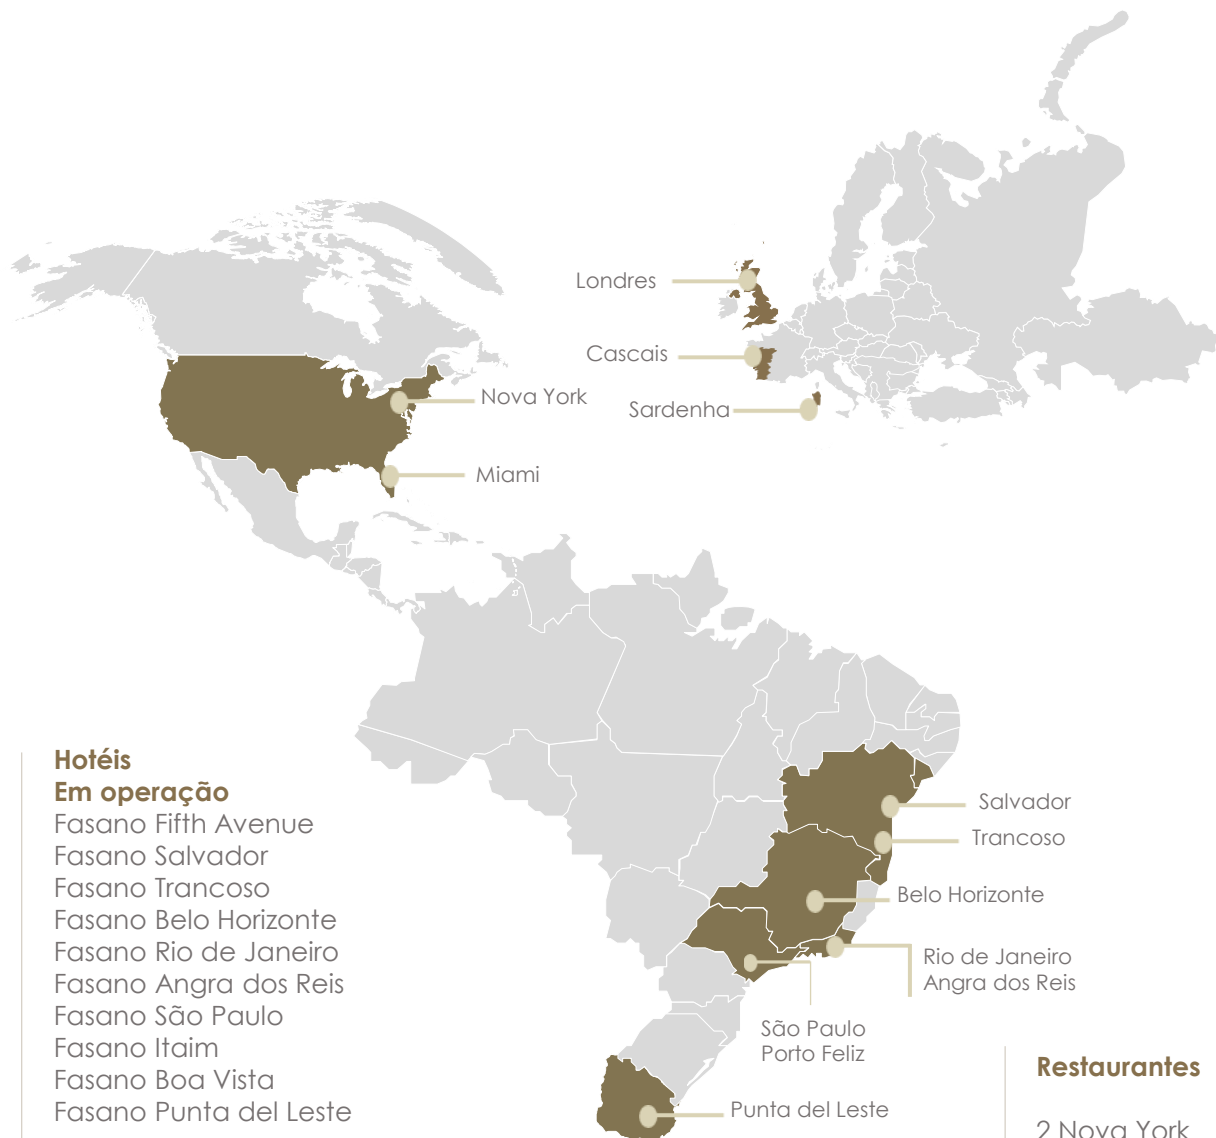 Londres
Cascais
Nova York
Sardenha
Miami
Hotéis
Em operação
Fasano Fifth Avenue
Fasano Salvador
Fasano Trancoso
Fasano Belo Horizonte
Fasano Rio de Janeiro
Fasano Angra dos Reis
Fasano São Paulo
Fasano Itaim
Fasano Boa Vista
Fasano Punta del Leste
Salvador
Trancoso
Belo Horizonte
Rio de Janeiro
Angra dos Reis
São Paulo
Porto Feliz
Punta del Leste
Restaurantes
2 Nova York